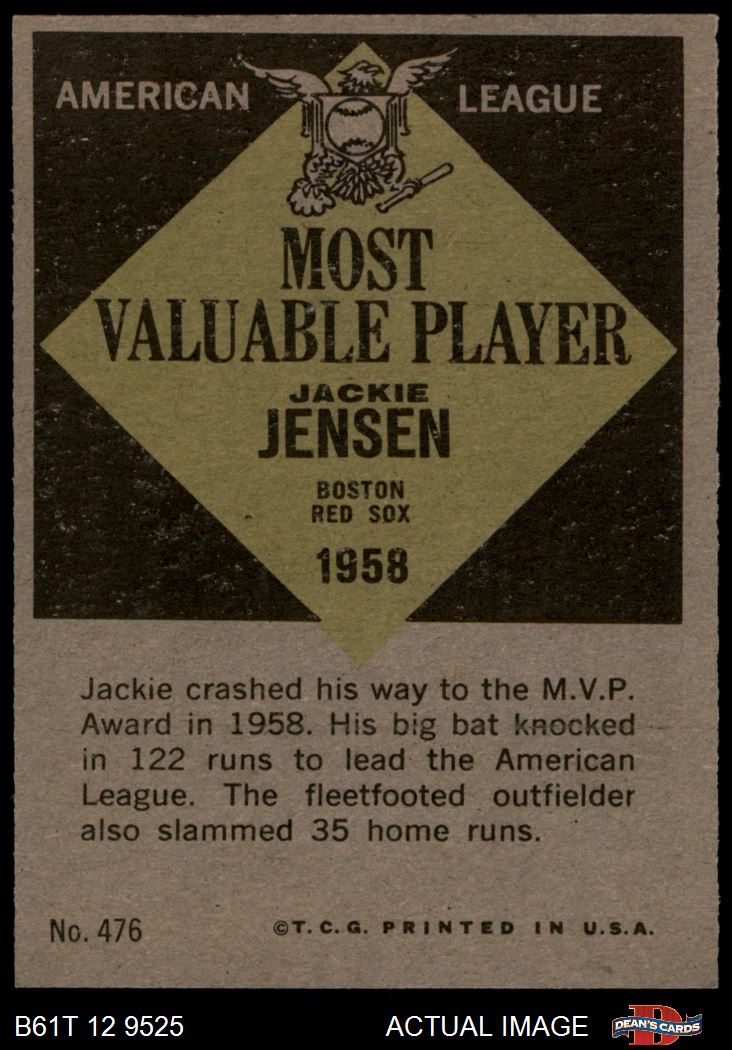 AMERICAN LEAGUE
MOST
VALUABLE PLAYER
JACKIE
JENSEN
BOSTON
RED SOX
1958
Jackie crashed his way to the M.V.P.
Award in 1958. His big bat knocked
in 122 runs to lead the American
League. The fleetfooted outfielder
also slammed 35 home runs.
No. 476 ©T.C.G. PRINTED IN U.S.A.
B61T 12 9525 ACTUAL IMAGE DEAN'S CARDS